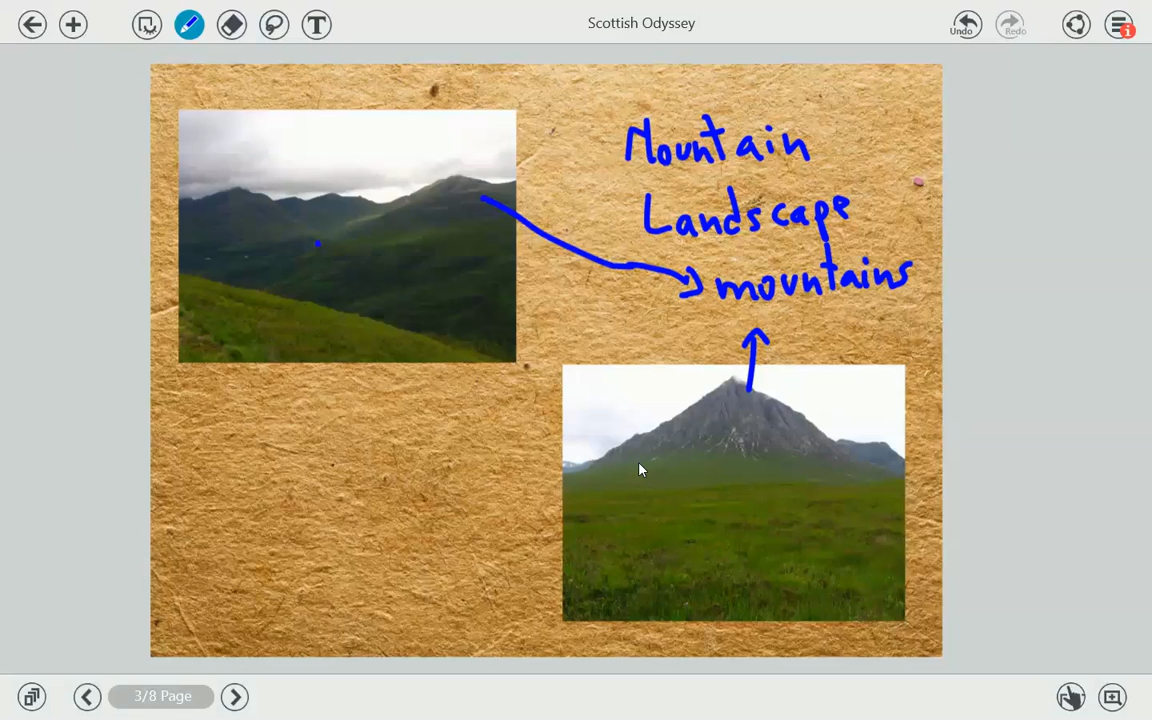 Scottish Odyssey
Undo
Redo
Mountain
Landscape
mountains
3/8 Page